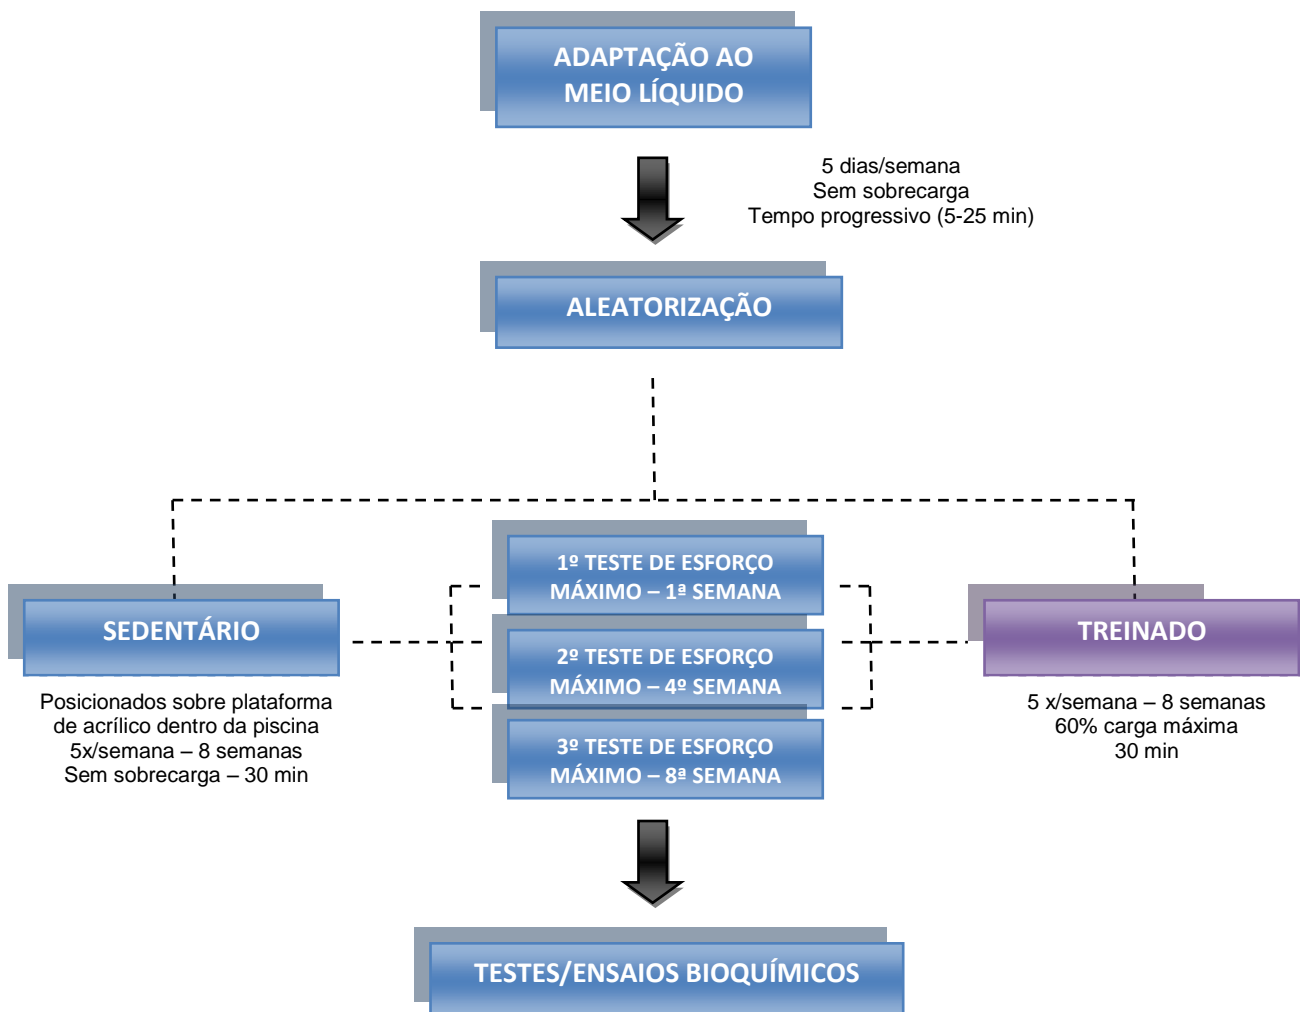 ADAPTAÇÃO AO
MEIO LÍQUIDO
5 dias/semana
Sem sobrecarga
Tempo progressivo (5-25 min)
ALEATORIZAÇÃO
1º TESTE DE ESFORÇO
MÁXIMO – 1ª SEMANA
SEDENTÁRIO
Posicionados sobre plataforma
de acrílico dentro da piscina
5x/semana – 8 semanas
Sem sobrecarga – 30 min
2º TESTE DE ESFORÇO
MÁXIMO – 4º SEMANA
3º TESTE DE ESFORÇO
MÁXIMO – 8ª SEMANA
TREINADO
5 x/semana – 8 semanas
60% carga máxima
30 min
TESTES/ENSAIOS BIOQUÍMICOS